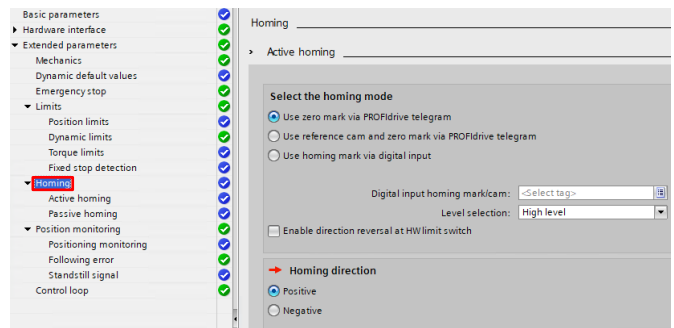 Basic parameters
Hardware interface
Extended parameters
Mechanics
Dynamic default values
Emergency stop
Limits
Position limits
Dynamic limits
Torque limits
Fixed stop detection
Homing
Active homing
Passive homing
Position monitoring
Positioning monitoring
Following error
Standstill signal
Control loop
Homing
Active homing
Select the homing mode
Use zero mark via PROFIdrive telegram
Use reference cam and zero mark via PROFIdrive telegram
Use homing mark via digital input
Digital input homing mark/cam: <Select tag>
Level selection: High level
Enable direction reversal at HW limit switch
Homing direction
Positive
Negative